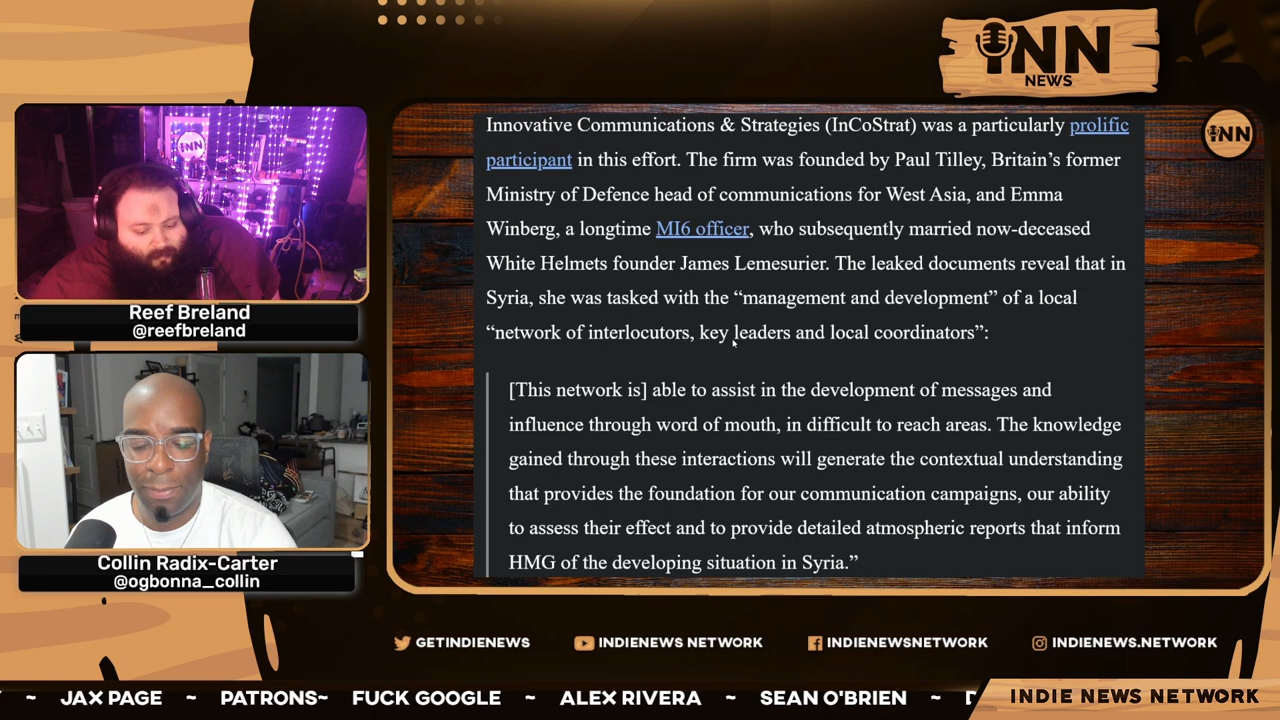 INN
NEWS
INN
INN
Reef Breland
@reefbreland
Collin Radix-Carter
@ogbonna_collin
Innovative Communications & Strategies (InCoStrat) was a particularly prolific
participant in this effort. The firm was founded by Paul Tilley, Britain’s former
Ministry of Defence head of communications for West Asia, and Emma
Winberg, a longtime MI6 officer, who subsequently married now-deceased
White Helmets founder James Lemesurier. The leaked documents reveal that in
Syria, she was tasked with the “management and development” of a local
“network of interlocutors, key leaders and local coordinators”:
[This network is] able to assist in the development of messages and
influence through word of mouth, in difficult to reach areas. The knowledge
gained through these interactions will generate the contextual understanding
that provides the foundation for our communication campaigns, our ability
to assess their effect and to provide detailed atmospheric reports that inform
HMG of the developing situation in Syria.”
GETINDIENEWS
INDIENEWS NETWORK
INDIENEWSNETWORK
INDIENEWS.NETWORK
~ JAX PAGE ~ PATRONS~ FUCK GOOGLE ~ ALEX RIVERA ~ SEAN O'BRIEN ~
INDIE NEWS NETWORK